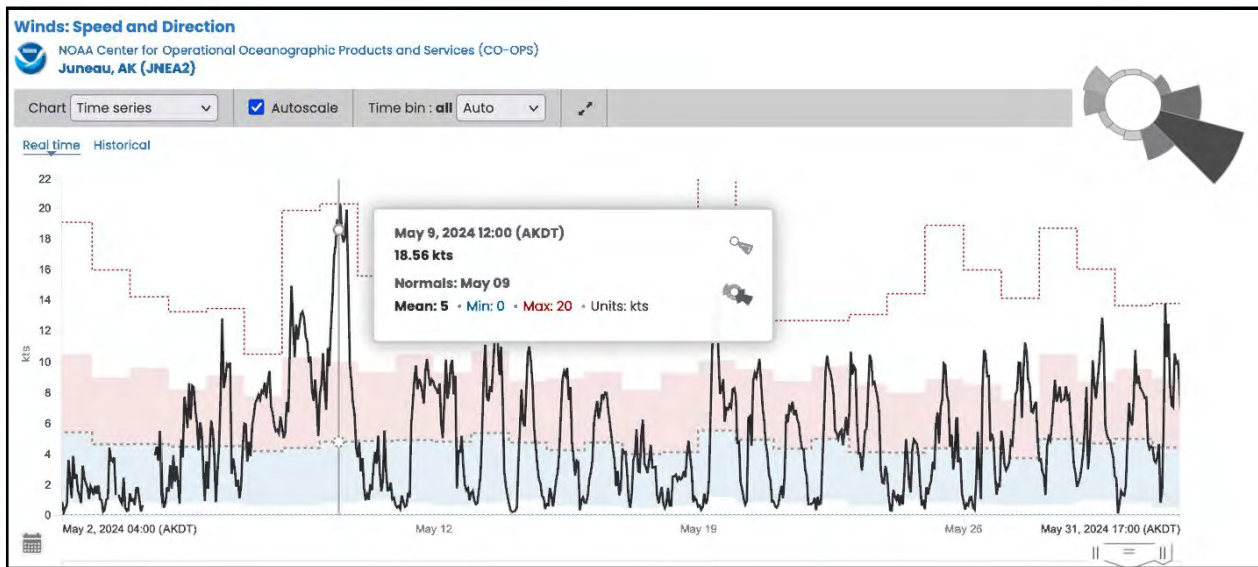 Winds: Speed and Direction
NOAA Center for Operational Oceanographic Products and Services (CO-OPS)
Juneau, AK (JNEA2)
Chart Time series Autoscale Time bin : all Auto
Real time Historical
22
20
18
16
14
12
10
8
6
4
2
0
kts
May 9, 2024 12:00 (AKDT)
18.56 kts
Normals: May 09
Mean: 5 • Min: 0 • Max: 20 • Units: kts
May 2, 2024 04:00 (AKDT) May 12 May 19 May 26 May 31, 2024 17:00 (AKDT)